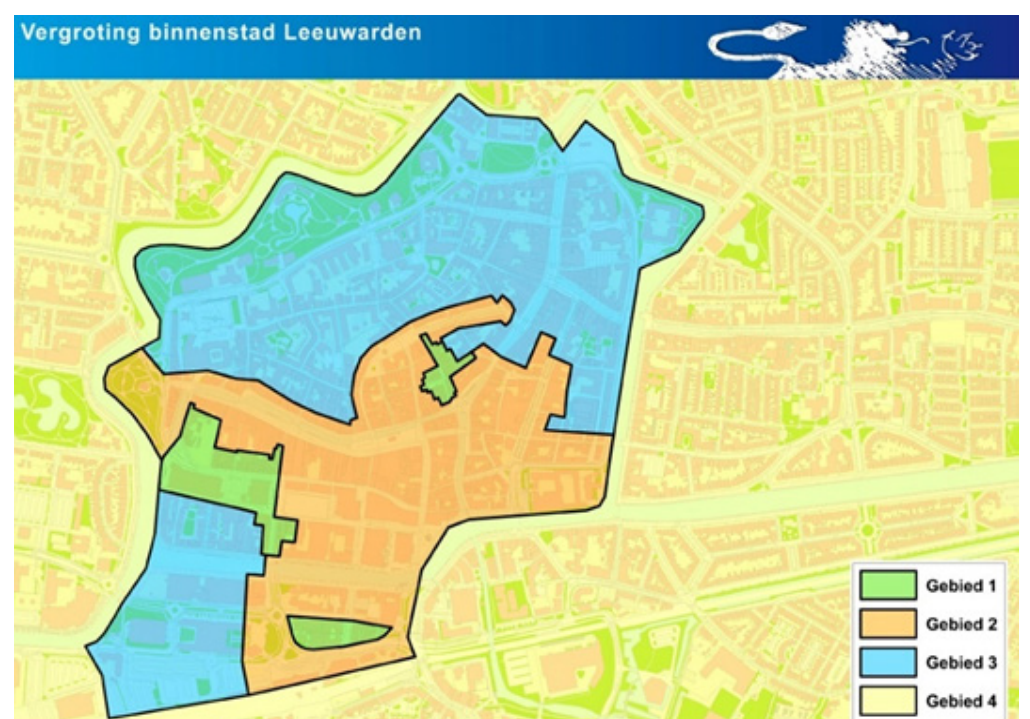 Vergroting binnenstad Leeuwarden
Gebied 1
Gebied 2
Gebied 3
Gebied 4